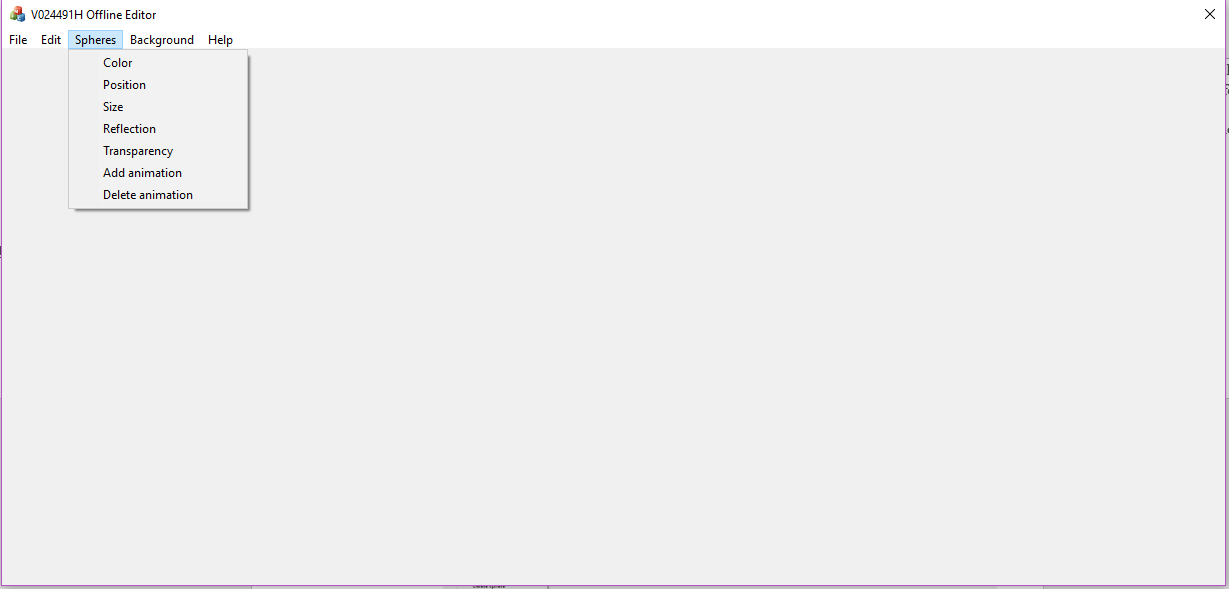 V024491H Offline Editor
File Edit Spheres Background Help
Color
Position
Size
Reflection
Transparency
Add animation
Delete animation